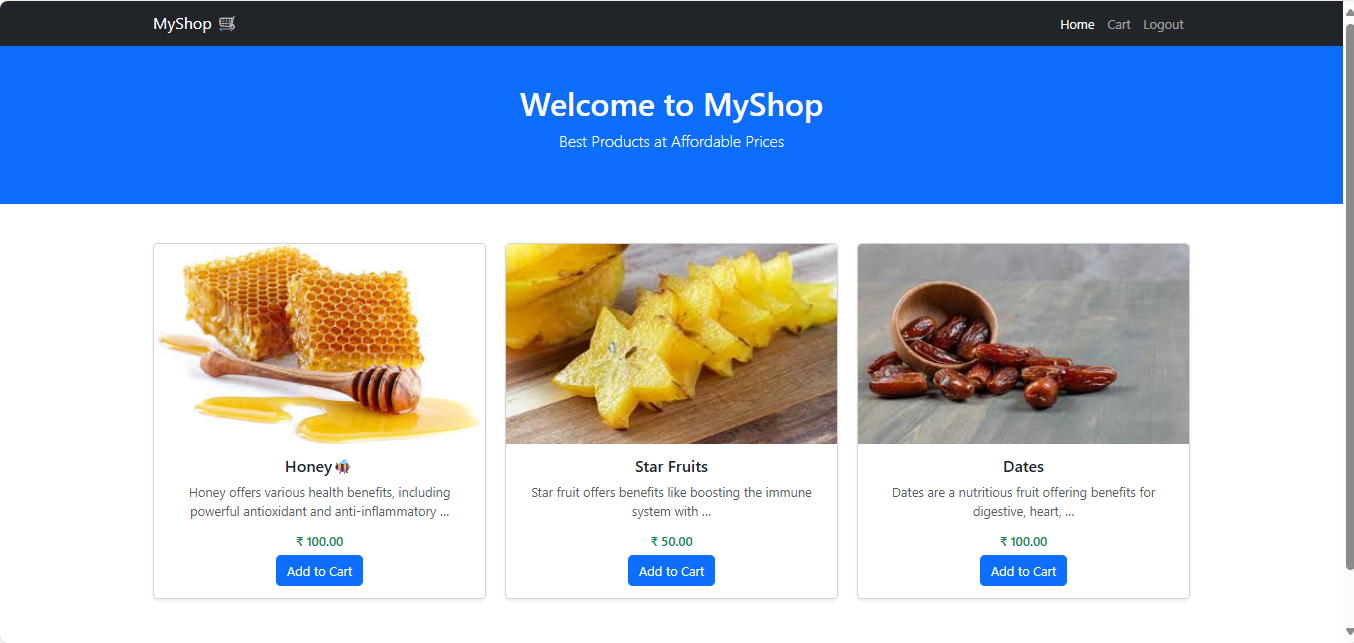 MyShop 🛒
Home Cart Logout
Welcome to MyShop
Best Products at Affordable Prices
Honey🐝
Honey offers various health benefits, including
powerful antioxidant and anti-inflammatory ...
₹ 100.00
Add to Cart
Star Fruits
Star fruit offers benefits like boosting the immune
system with ...
₹ 50.00
Add to Cart
Dates
Dates are a nutritious fruit offering benefits for
digestive, heart, ...
₹ 100.00
Add to Cart